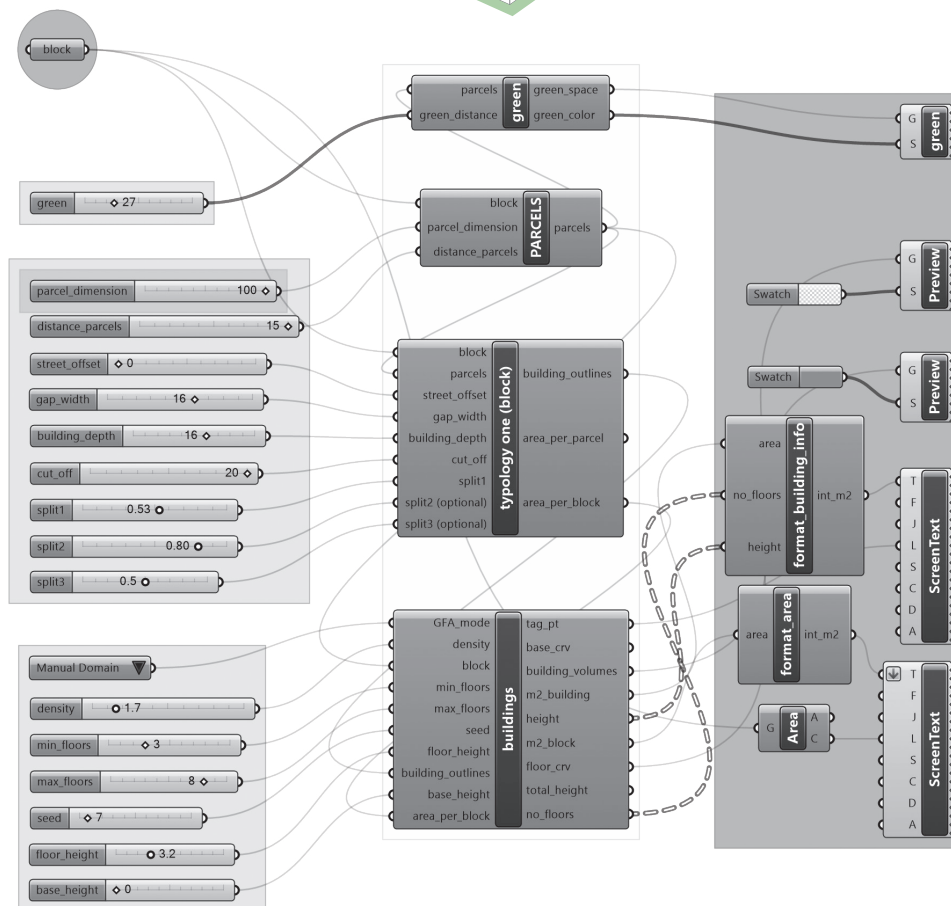 block
green 27
parcel_dimension 100
distance_parcels 15
street_offset 0
gap_width 16
building_depth 16
cut_off 20
split1 0.53
split2 0.80
split3 0.5
Manual Domain
density 1.7
min_floors 3
max_floors 8
seed 7
floor_height 3.2
base_height 0
parcels green_space
green_distance green_color
green
block
parcel_dimension parcels
distance_parcels
PARCELS
block
parcels building_outlines
street_offset
gap_width
building_depth area_per_parcel
cut_off
split1
split2 (optional) area_per_block
split3 (optional)
typology one (block)
GFA_mode tag_pt
density base_crv
block building_volumes
min_floors m2_building
max_floors height
seed m2_block
floor_height floor_crv
building_outlines total_height
base_height no_floors
area_per_block
buildings
G
S
green
Swatch
G
S
Preview
Swatch
G
S
Preview
area
no_floors int_m2
height
format_building_info
area int_m2
format_area
G A
C
Area
T
F
J
L
S
C
D
A
ScreenText
T
F
J
L
S
C
D
A
ScreenText